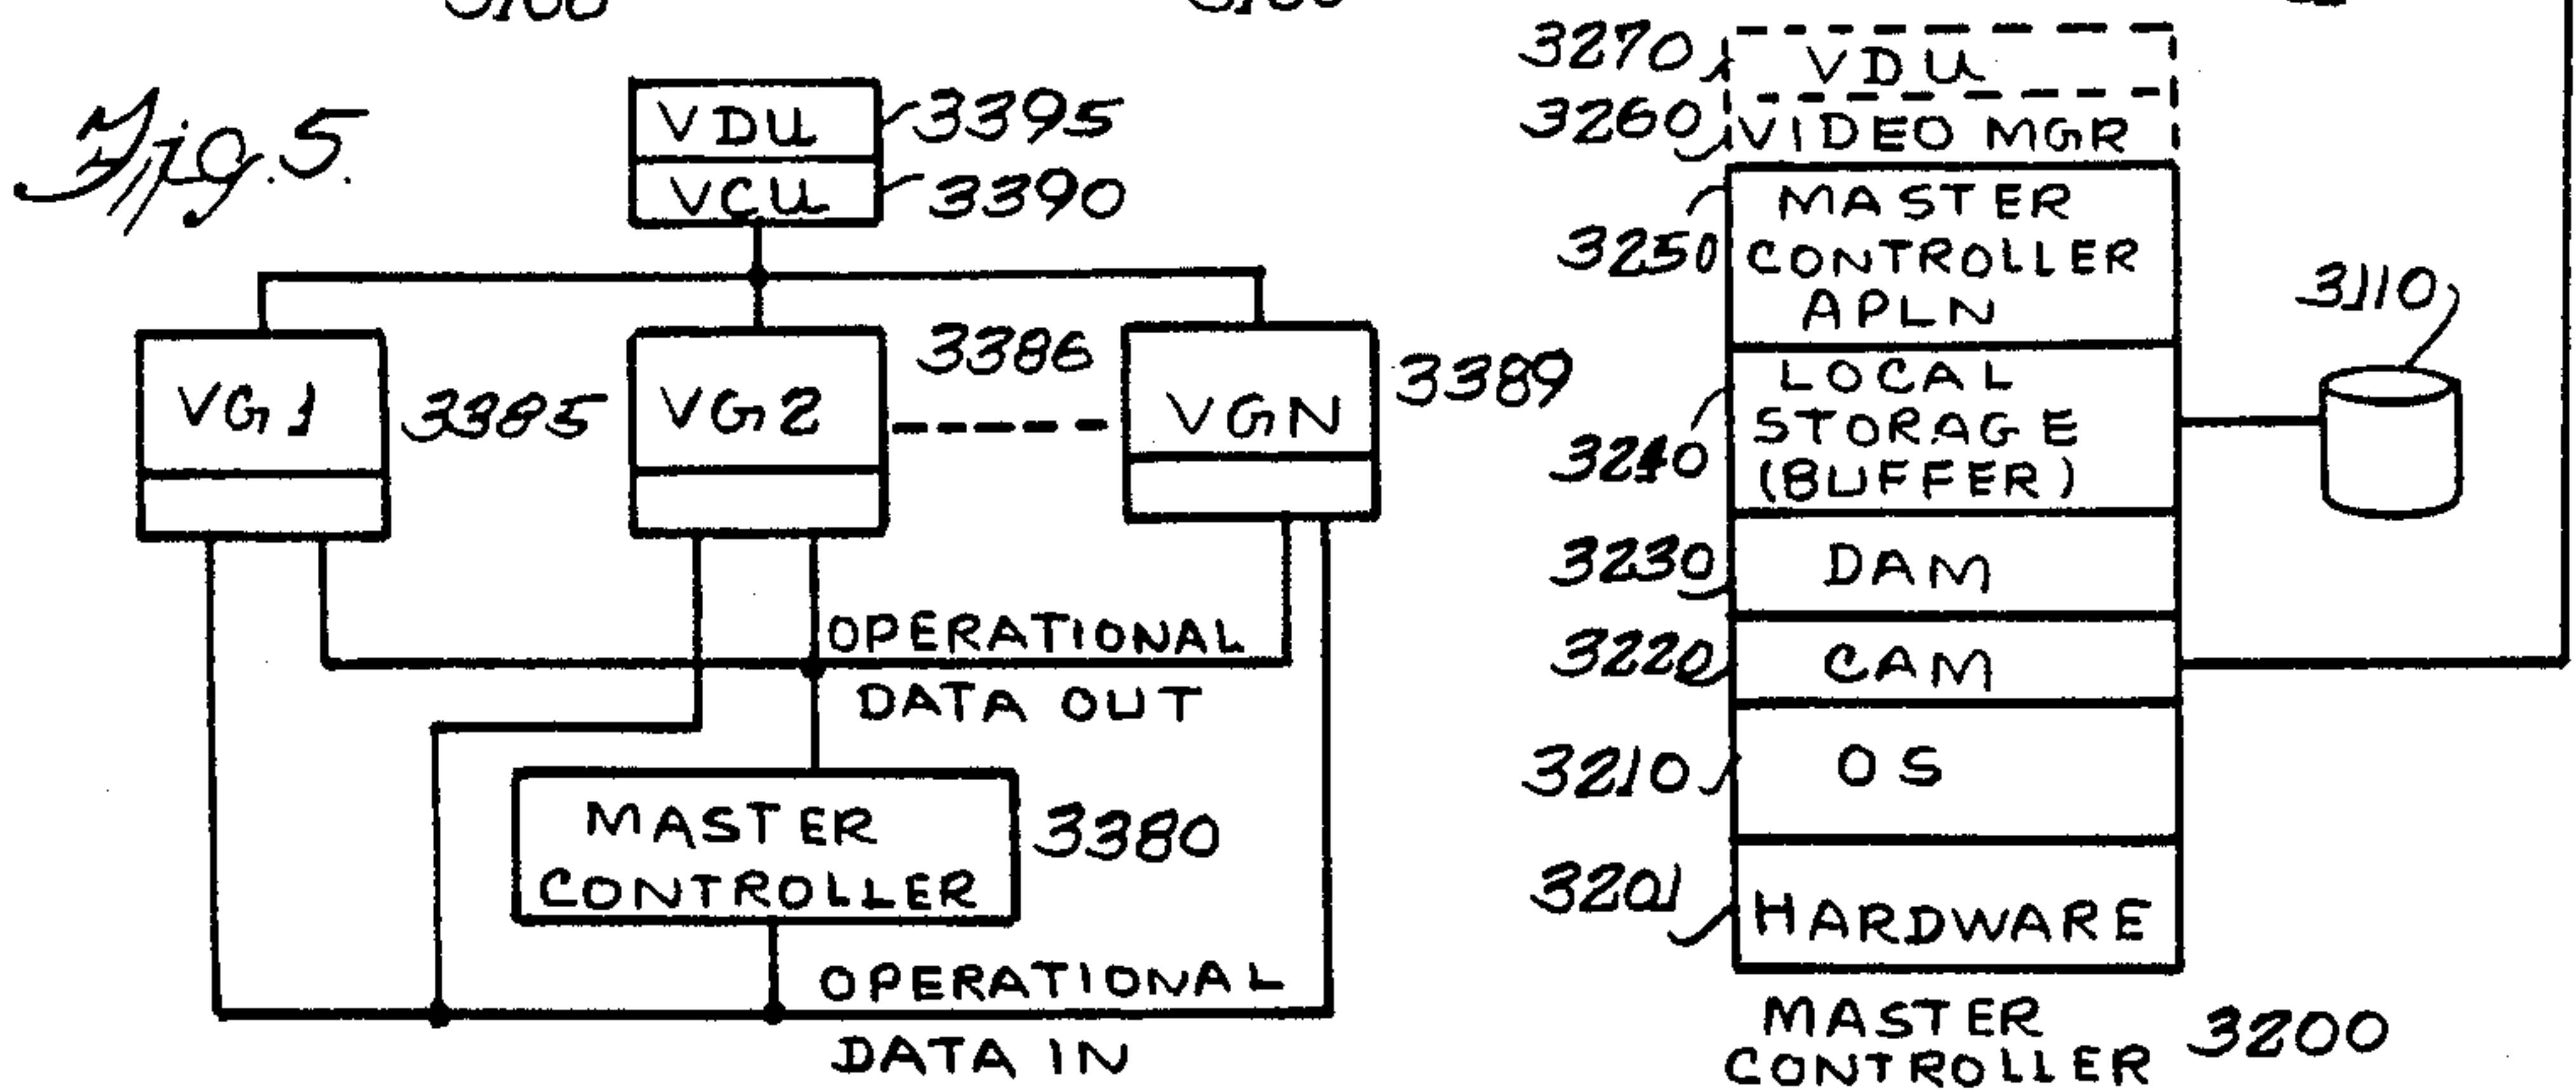 Fig. 5.
VDU
3395
VCU
3390
VG1
3385
VG2
3386
VGN
3389
OPERATIONAL
DATA OUT
MASTER
CONTROLLER
3380
OPERATIONAL
DATA IN
3270
VDU
3260
VIDEO MGR
3250
MASTER
CONTROLLER
APLN
3240
LOCAL
STORAGE
(BUFFER)
3110
3230
DAM
3220
CAM
3210
OS
3201
HARDWARE
MASTER
CONTROLLER
3200